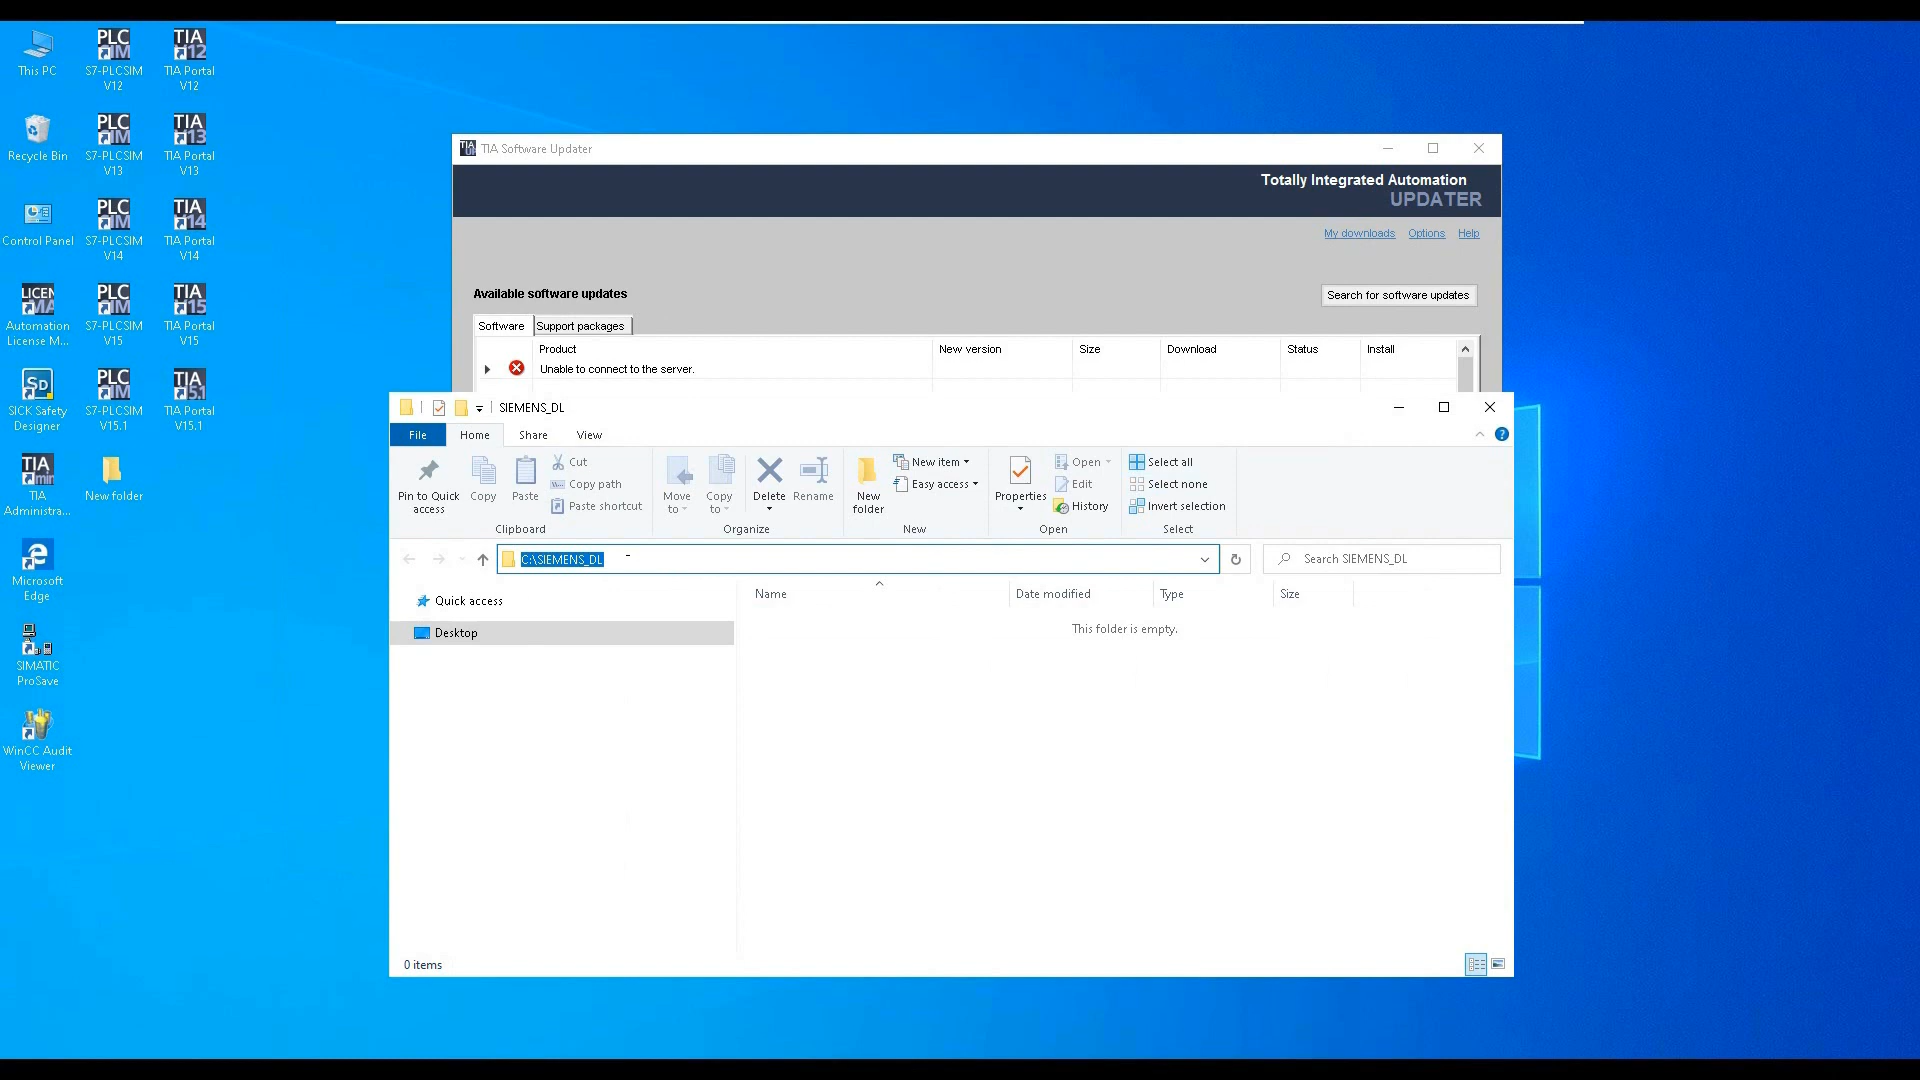 This PC
PLC SIM
S7-PLCSIM
V12
TIA V12
TIA Portal
V12
Recycle Bin
PLC SIM
S7-PLCSIM
V13
TIA V13
TIA Portal
V13
Control Panel
PLC SIM
S7-PLCSIM
V14
TIA V14
TIA Portal
V14
Automation
License M...
PLC SIM
S7-PLCSIM
V15
TIA V15
TIA Portal
V15
SD
SICK Safety
Designer
PLC SIM
S7-PLCSIM
V15.1
TIA
TIA Portal
V15.1
TIA
TIA
Administra...
New folder
Microsoft
Edge
SIMATIC
ProSave
WinCC Audit
Viewer
TIA Software Updater
Totally Integrated Automation
UPDATER
My downloads Options Help
Available software updates
Search for software updates
Software Support packages
Product New version Size Download Status Install
Unable to connect to the server.
SIEMENS_DL
File Home Share View
Pin to Quick
access
Copy
Paste
Cut
Copy path
Paste shortcut
Clipboard
Move
to
Copy
to
Delete
Rename
Organize
New
folder
New item
Easy access
New
Properties
Open
Edit
History
Open
Select all
Select none
Invert selection
Select
C:\SIEMENS_DL
Search SIEMENS_DL
Quick access
Desktop
Name Date modified Type Size
This folder is empty.
0 items